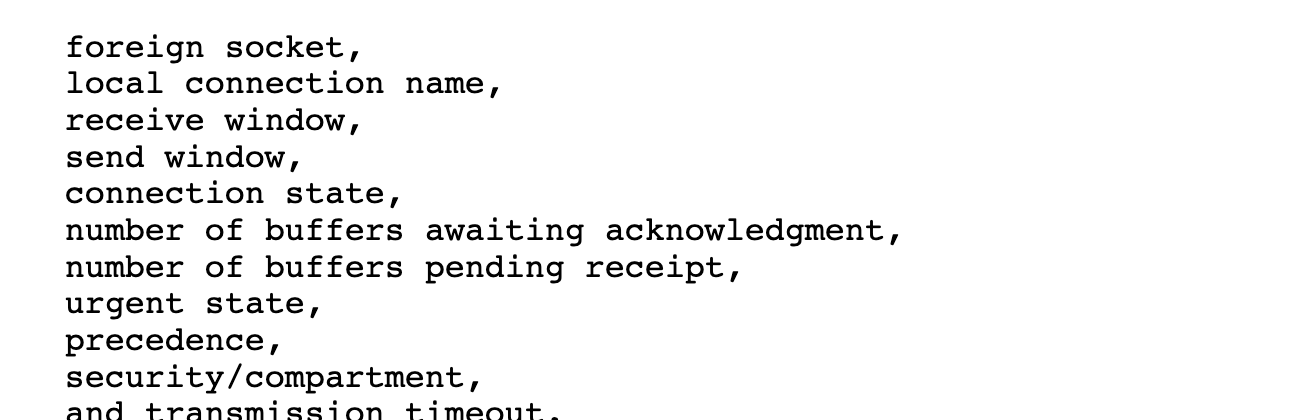 foreign socket,
local connection name,
receive window,
send window,
connection state,
number of buffers awaiting acknowledgment,
number of buffers pending receipt,
urgent state,
precedence,
security/compartment,
and transmission timeout.